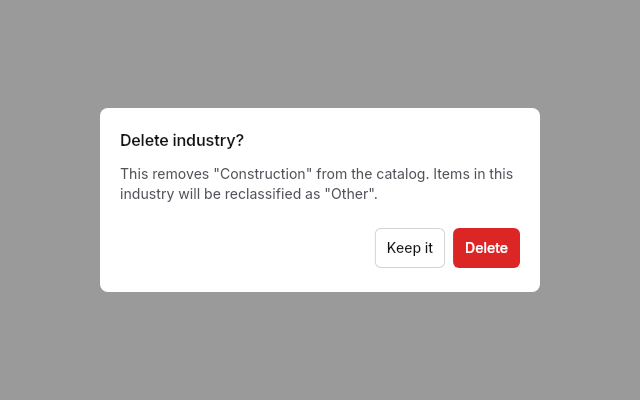 Delete industry?
This removes "Construction" from the catalog. Items in this
industry will be reclassified as "Other".
Keep it
Delete